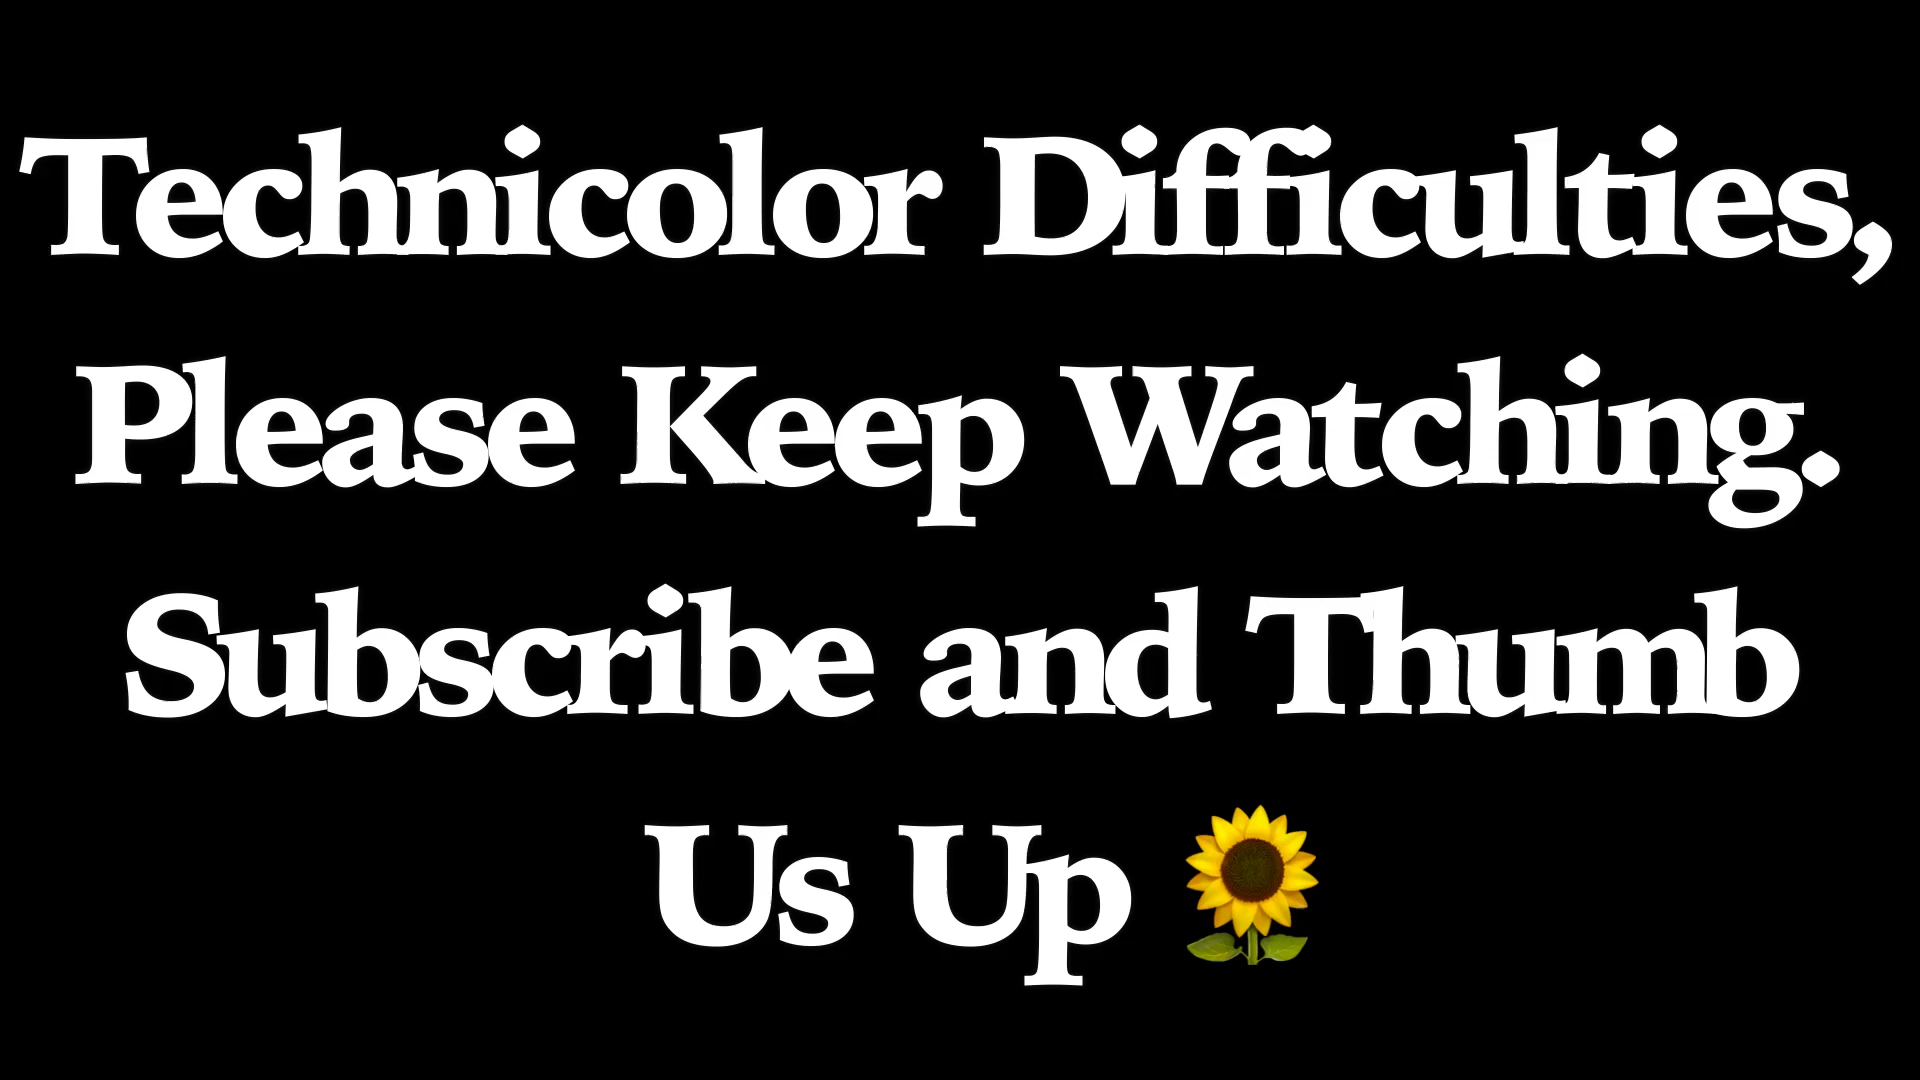 Technicolor Difficulties,
Please Keep Watching.
Subscribe and Thumb
Us Up 🌻